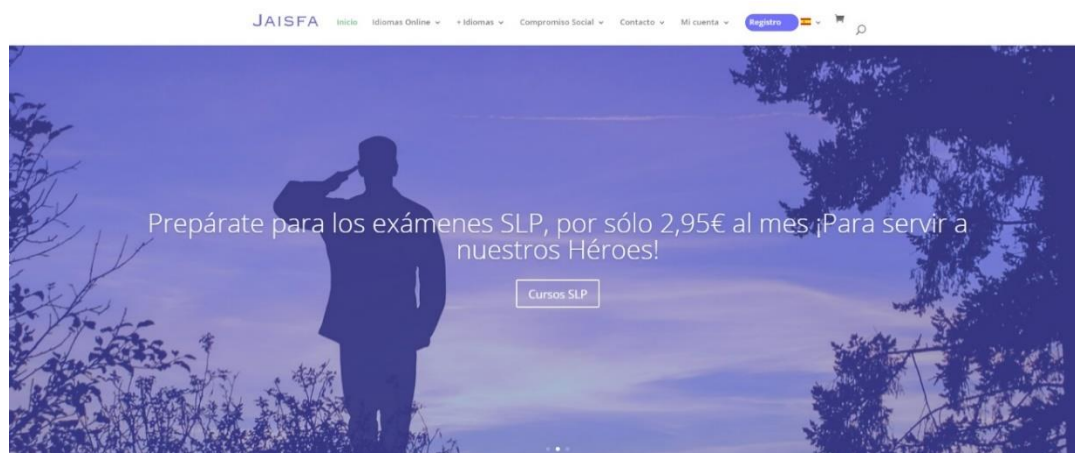 JAISFA Inicio Idiomas Online + Idiomas Compromiso Social Contacto Mi cuenta Registro
Prepárate para los exámenes SLP, por sólo 2,95€ al mes ¡Para servir a
nuestros Héroes!
Cursos SLP